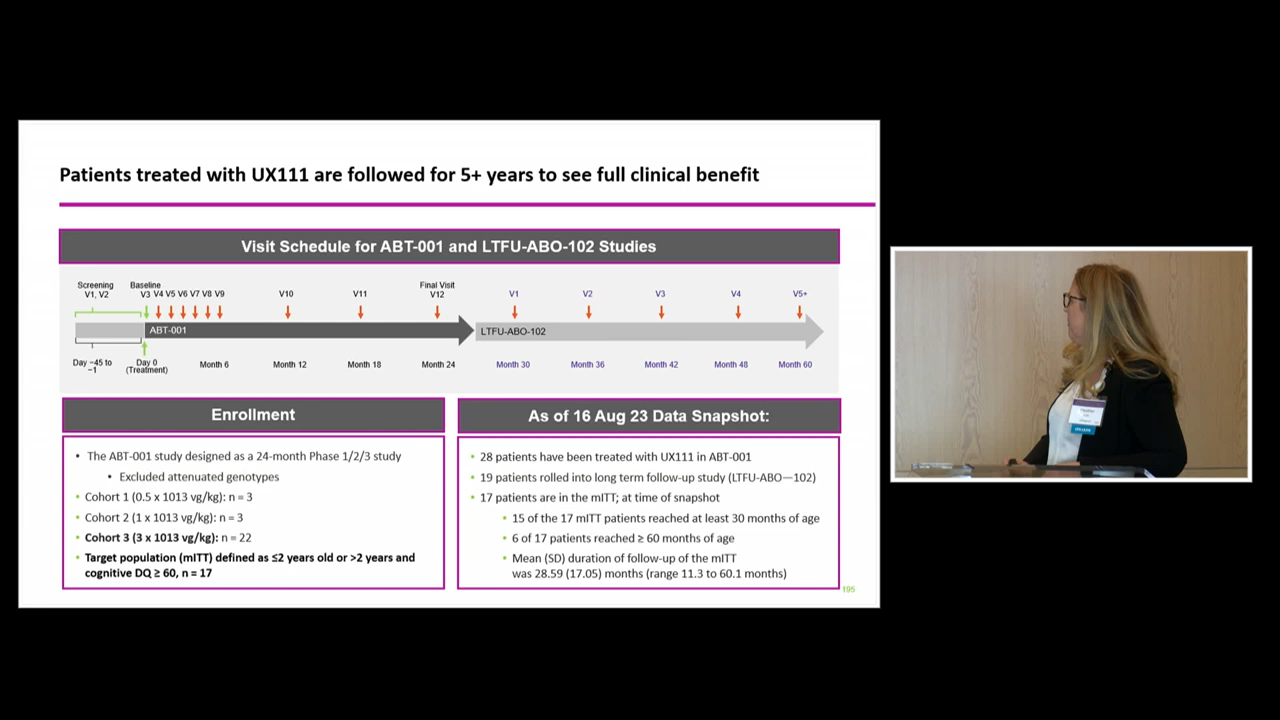 Patients treated with UX111 are followed for 5+ years to see full clinical benefit
Visit Schedule for ABT-001 and LTFU-ABO-102 Studies
Screening
V1, V2
Baseline
V3 V4 V5 V6 V7 V8 V9
V10
V11
Final Visit
V12
V1
V2
V3
V4
V5+
ABT-001
LTFU-ABO-102
Day −45 to
−1
Day 0
(Treatment)
Month 6
Month 12
Month 18
Month 24
Month 30
Month 36
Month 42
Month 48
Month 60
Enrollment
• The ABT-001 study designed as a 24-month Phase 1/2/3 study
• Excluded attenuated genotypes
• Cohort 1 (0.5 x 1013 vg/kg): n = 3
• Cohort 2 (1 x 1013 vg/kg): n = 3
• Cohort 3 (3 x 1013 vg/kg): n = 22
• Target population (mITT) defined as ≤2 years old or >2 years and
cognitive DQ ≥ 60, n = 17
As of 16 Aug 23 Data Snapshot:
• 28 patients have been treated with UX111 in ABT-001
• 19 patients rolled into long term follow-up study (LTFU-ABO—102)
• 17 patients are in the mITT; at time of snapshot
• 15 of the 17 mITT patients reached at least 30 months of age
• 6 of 17 patients reached ≥ 60 months of age
• Mean (SD) duration of follow-up of the mITT
was 28.59 (17.05) months (range 11.3 to 60.1 months)
195